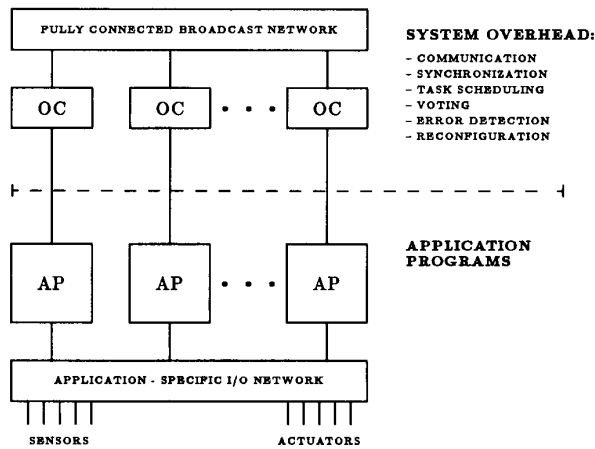 FULLY CONNECTED BROADCAST NETWORK
SYSTEM OVERHEAD:
- COMMUNICATION
- SYNCHRONIZATION
- TASK SCHEDULING
- VOTING
- ERROR DETECTION
- RECONFIGURATION
OC
OC
OC
APPLICATION
PROGRAMS
AP
AP
AP
APPLICATION - SPECIFIC I/O NETWORK
SENSORS
ACTUATORS